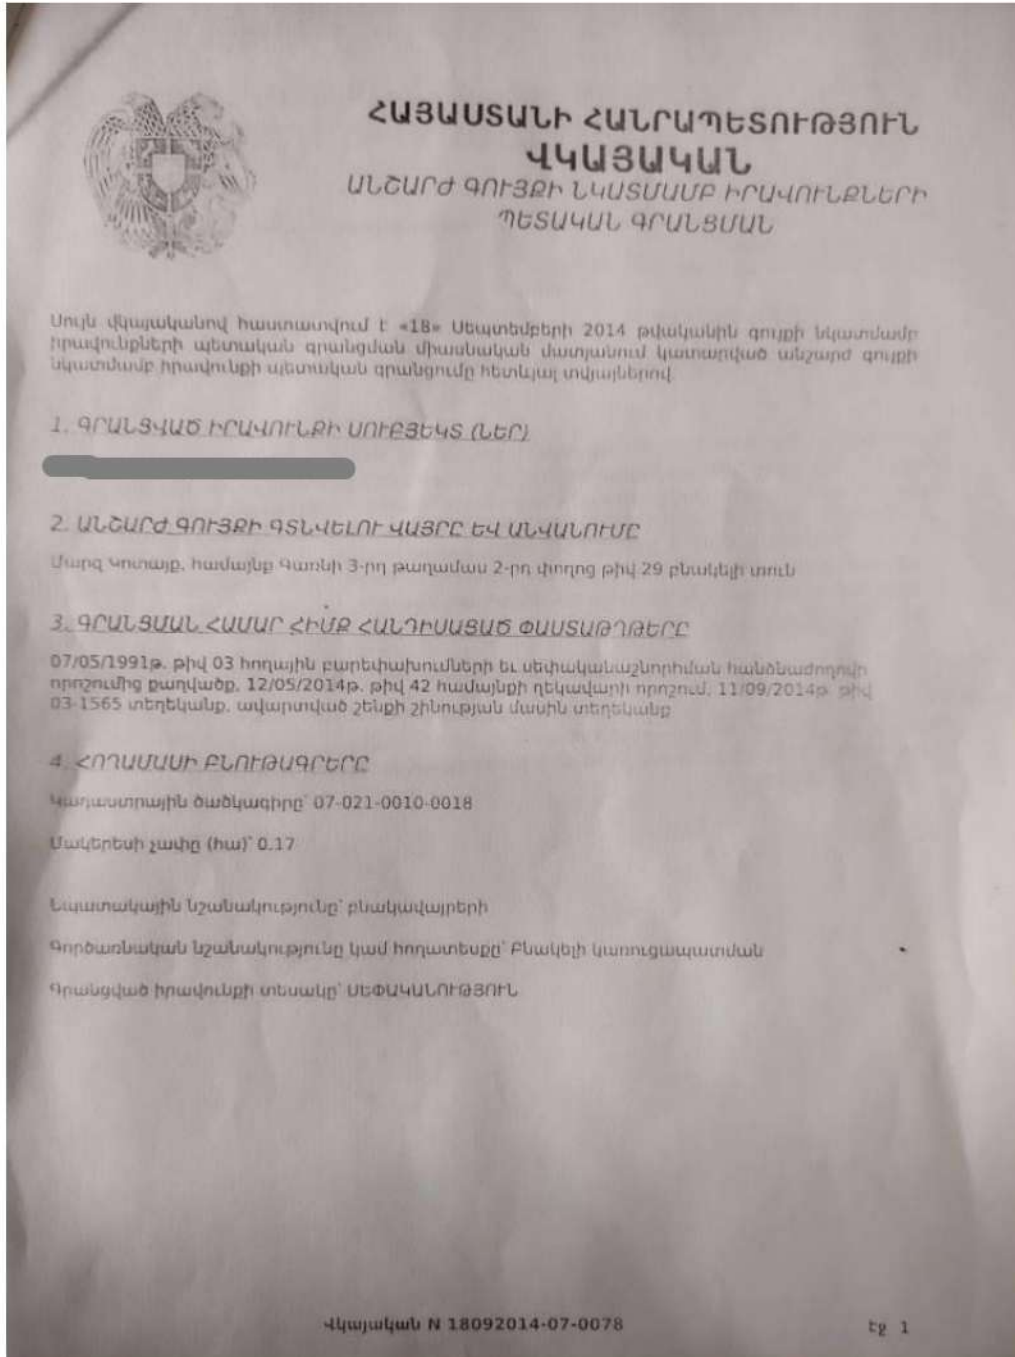 ՀԱՅԱՍՏԱՆԻ ՀԱՆՐԱՊԵՏՈՒԹՅՈՒՆ
ՎԿԱՅԱԿԱՆ
ԱՆՇԱՐԺ ԳՈՒՅՔԻ ՆԿԱՏՄԱՄԲ ԻՐԱՎՈՒՆՔՆԵՐԻ
ՊԵՏԱԿԱՆ ԳՐԱՆՑՄԱՆ
Սույն վկայականով հաստատվում է «18» Սեպտեմբերի 2014 թվականին գույքի նկատմամբ
իրավունքների պետական գրանցման միասնական մատյանում կատարված անշարժ գույքի
նկատմամբ իրավունքի պետական գրանցումը հետևյալ տվյալներով.
1. ԳՐԱՆՑՎԱԾ ԻՐԱՎՈՒՆՔԻ ՍՈՒԲՅԵԿՏ (ՆԵՐ)
2. ԱՆՇԱՐԺ ԳՈՒՅՔԻ ԳՏՆՎԵԼՈՒ ՎԱՅՐԸ ԵՎ ԱՆՎԱՆՈՒՄԸ
Մարզ Կոտայք, համայնք Գառնի 3-րդ թաղամաս 2-րդ փողոց թիվ 29 բնակելի տուն
3. ԳՐԱՆՑՄԱՆ ՀԱՄԱՐ ՀԻՄՔ ՀԱՆԴԻՍԱՑԱԾ ՓԱՍՏԱԹՂԹԵՐԸ
07/05/1991թ. թիվ 03 հողային բարեփոխումների եւ սեփականաշնորհման հանձնաժողովի
որոշումից քաղվածք, 12/05/2014թ. թիվ 42 համայնքի ղեկավարի որոշում, 11/09/2014թ. թիվ
03-1565 տեղեկանք, ավարտված շենքի շինության մասին տեղեկանք
4. ՀՈՂԱՄԱՍԻ ԲՆՈՒԹԱԳՐԵՐԸ
Կադաստրային ծածկագիրը՝ 07-021-0010-0018
Մակերեսի չափը (հա)՝ 0.17
Նպատակային նշանակությունը՝ բնակավայրերի
Գործառնական նշանակությունը կամ հողատեսքը՝ Բնակելի կառուցապատման
Գրանցված իրավունքի տեսակը՝ ՍԵՓԱԿԱՆՈՒԹՅՈՒՆ
Վկայական N 18092014-07-0078
էջ 1